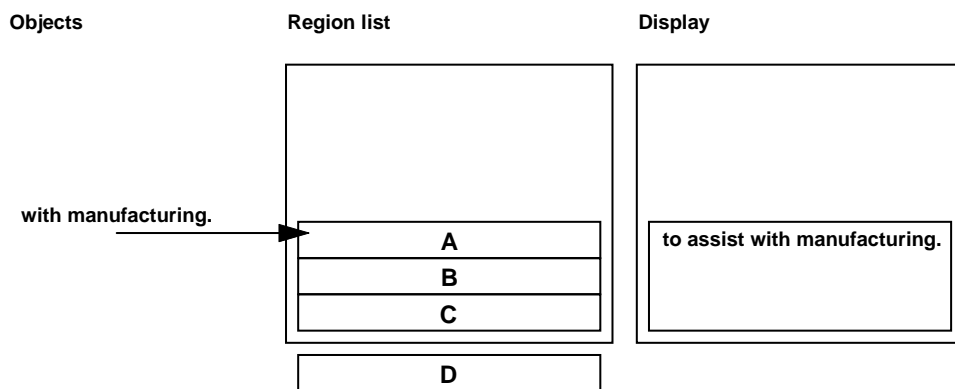 Objects
Region list
Display
with manufacturing.
A
B
C
D
to assist with manufacturing.